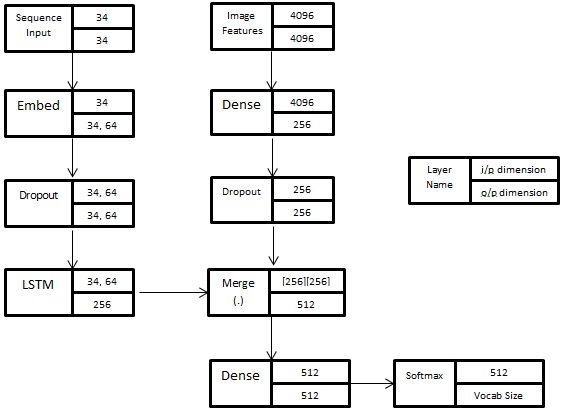 Sequence Input
34
34
Image Features
4096
4096
Embed
34
34, 64
Dense
4096
256
Layer Name
i/p dimension
o/p dimension
Dropout
34, 64
34, 64
Dropout
256
256
LSTM
34, 64
256
Merge (.)
[256][256]
512
Dense
512
512
Softmax
512
Vocab Size